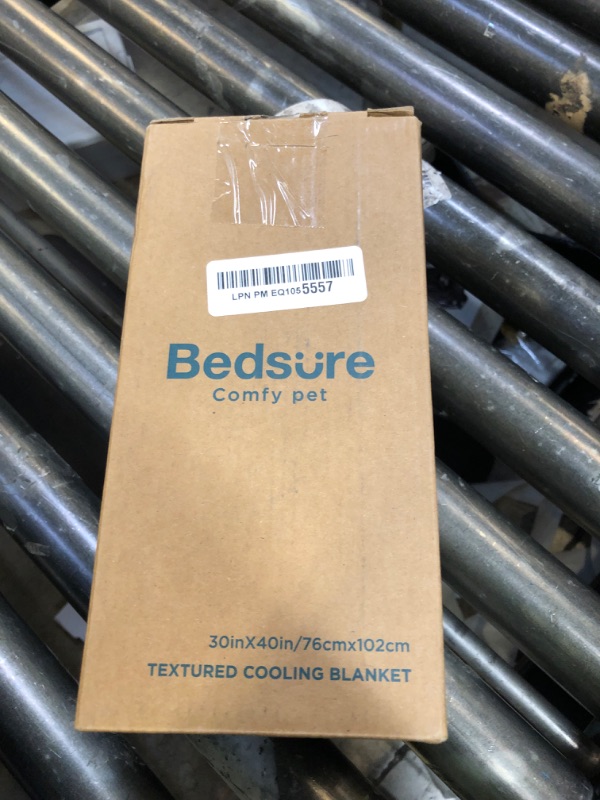 LPN PM EQ1055557
Bedsure
Comfy pet
30inX40in/76cmx102cm
TEXTURED COOLING BLANKET